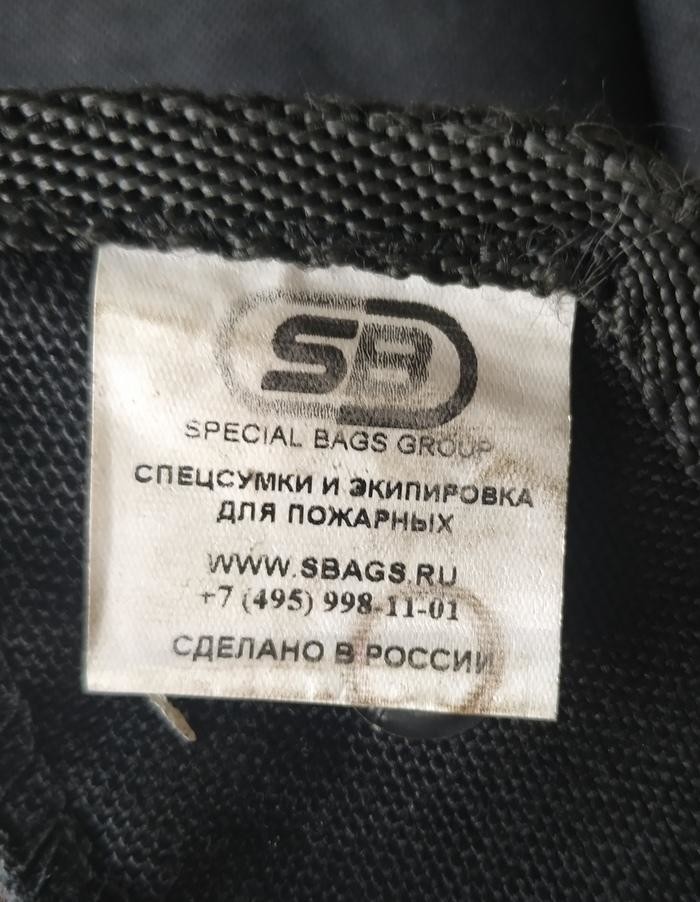 SB
SPECIAL BAGS GROUP
СПЕЦСУМКИ И ЭКИПИРОВКА
ДЛЯ ПОЖАРНЫХ
WWW.SBAGS.RU
+7 (495) 998-11-01
СДЕЛАНО В РОССИИ